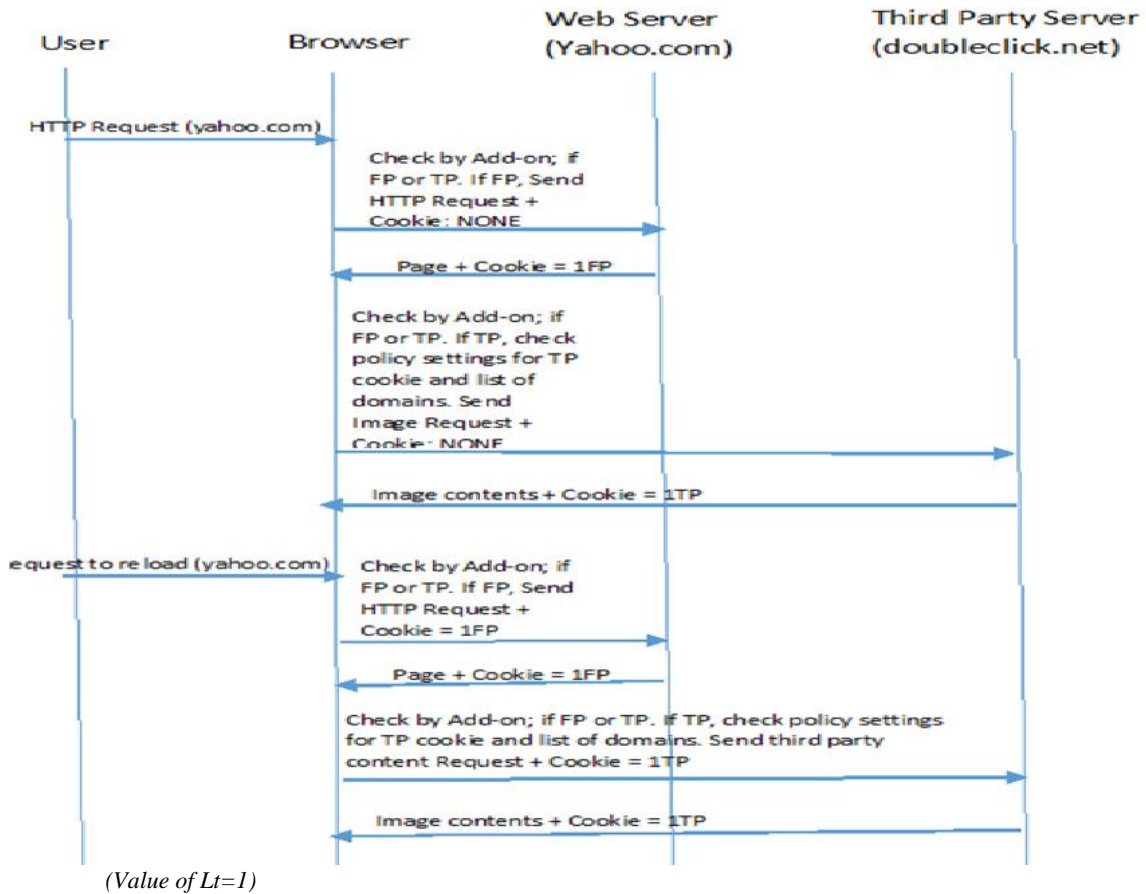 User
Browser
Web Server
(Yahoo.com)
Third Party Server
(doubleclick.net)
HTTP Request (yahoo.com)
Check by Add-on; if
FP or TP. If FP, Send
HTTP Request +
Cookie: NONE
Page + Cookie = 1FP
Check by Add-on; if
FP or TP. If TP, check
policy settings for TP
cookie and list of
domains. Send
Image Request +
Cookie: NONE
Image contents + Cookie = 1TP
equest to reload (yahoo.com)
Check by Add-on; if
FP or TP. If FP, Send
HTTP Request +
Cookie = 1FP
Page + Cookie = 1FP
Check by Add-on; if FP or TP. If TP, check policy settings
for TP cookie and list of domains. Send third party
content Request + Cookie = 1TP
Image contents + Cookie = 1TP
(Value of Lt=1)